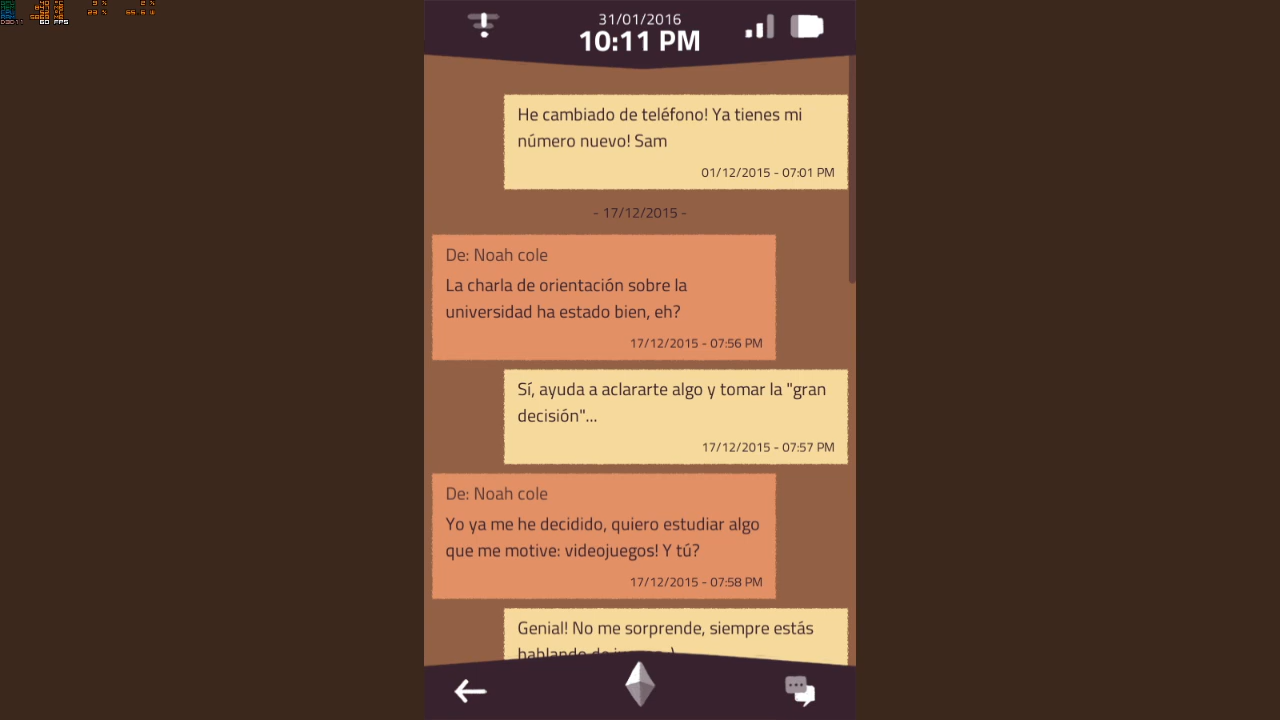 31/01/2016
10:11 PM
He cambiado de teléfono! Ya tienes mi
número nuevo! Sam
01/12/2015 - 07:01 PM
- 17/12/2015 -
De: Noah cole
La charla de orientación sobre la
universidad ha estado bien, eh?
17/12/2015 - 07:56 PM
Sí, ayuda a aclararte algo y tomar la "gran
decisión"...
17/12/2015 - 07:57 PM
De: Noah cole
Yo ya me he decidido, quiero estudiar algo
que me motive: videojuegos! Y tú?
17/12/2015 - 07:58 PM
Genial! No me sorprende, siempre estás
hablando de